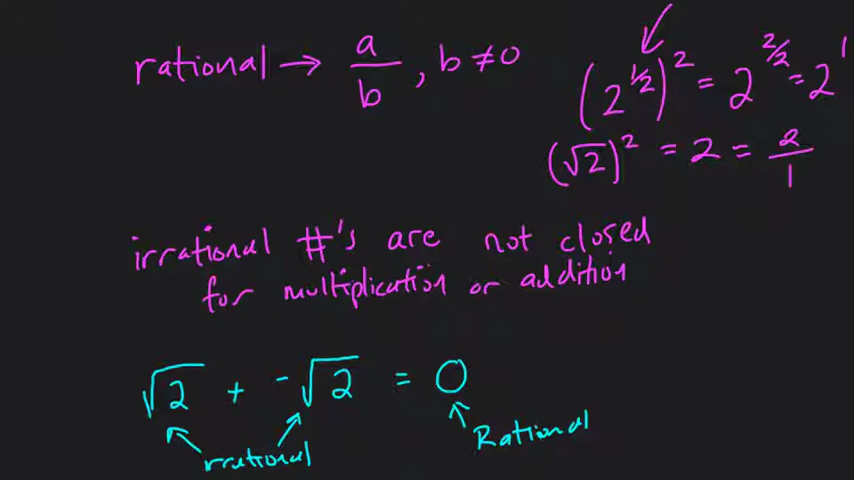 rational → a/b, b ≠ 0
(2^{1/2})^2 = 2^{2/2} = 2^1
(√2)^2 = 2 = 2/1
irrational #'s are not closed
for multiplication or addition
√2 + -√2 = 0
Rational
rrational